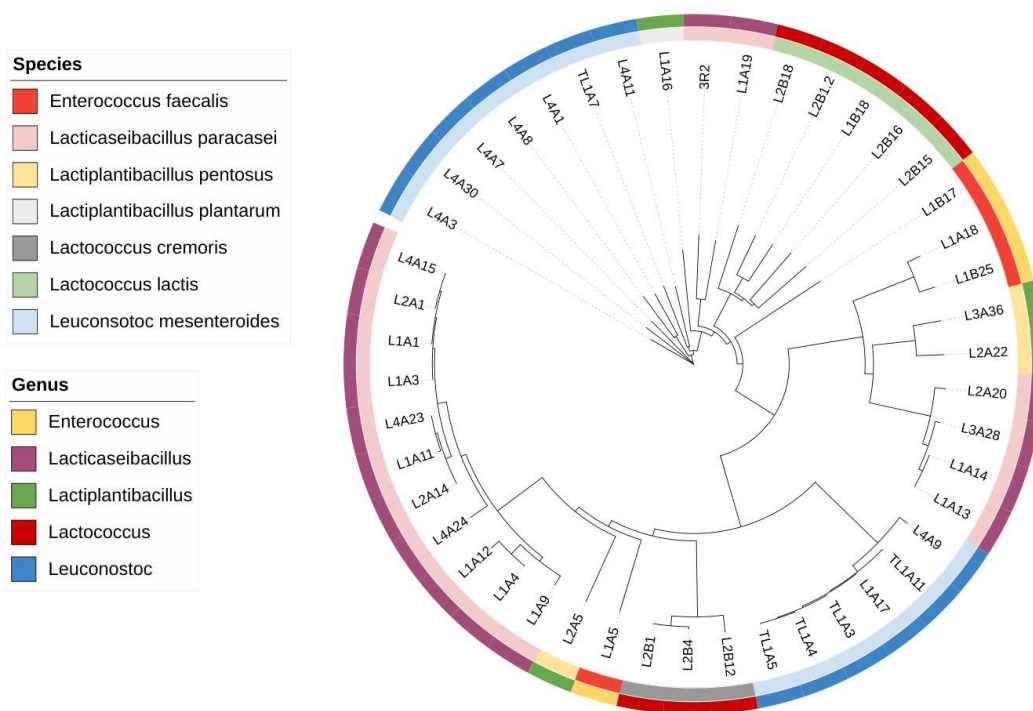 Species
Enterococcus faecalis
Lacticaseibacillus paracasei
Lactiplantibacillus pentosus
Lactiplantibacillus plantarum
Lactococcus cremoris
Lactococcus lactis
Leuconsotoc mesenteroides
Genus
Enterococcus
Lacticaseibacillus
Lactiplantibacillus
Lactococcus
Leuconostoc
L4A3
L4A30
L4A7
L4A8
L4A1
TL1A7
L4A11
L1A16
3R2
L1A19
L2B18
L2B1.2
L1B18
L2B16
L2B15
L1B17
L1A18
L1B25
L3A36
L2A22
L2A20
L3A28
L1A14
L1A13
L4A9
TL1A11
L1A17
TL1A3
TL1A4
TL1A5
L2B12
L2B4
L2B1
L1A5
L2A5
L1A9
L1A4
L1A12
L4A24
L2A14
L1A11
L4A23
L1A3
L1A1
L2A1
L4A15